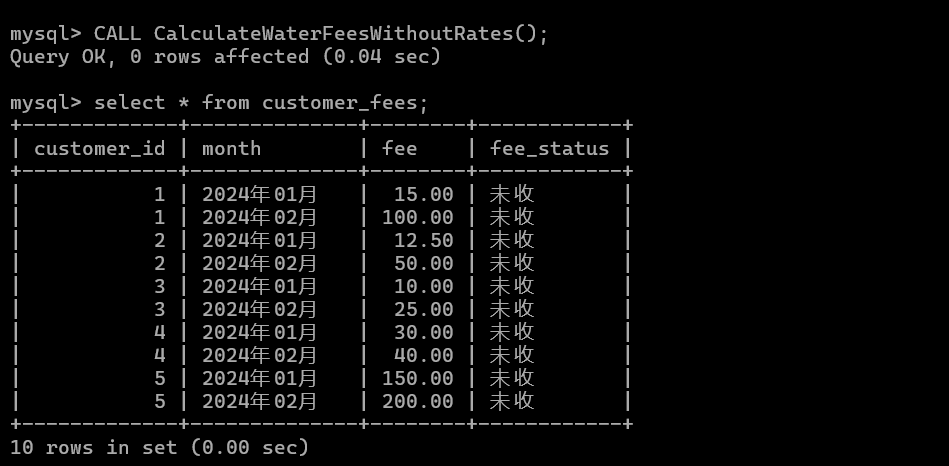 mysql> CALL CalculateWaterFeesWithoutRates();
Query OK, 0 rows affected (0.04 sec)
mysql> select * from customer_fees;
+-------------+--------------+--------+------------+
| customer_id | month        | fee    | fee_status |
+-------------+--------------+--------+------------+
|           1 | 2024年01月   |  15.00 | 未收       |
|           1 | 2024年02月   | 100.00 | 未收       |
|           2 | 2024年01月   |  12.50 | 未收       |
|           2 | 2024年02月   |  50.00 | 未收       |
|           3 | 2024年01月   |  10.00 | 未收       |
|           3 | 2024年02月   |  25.00 | 未收       |
|           4 | 2024年01月   |  30.00 | 未收       |
|           4 | 2024年02月   |  40.00 | 未收       |
|           5 | 2024年01月   | 150.00 | 未收       |
|           5 | 2024年02月   | 200.00 | 未收       |
+-------------+--------------+--------+------------+
10 rows in set (0.00 sec)